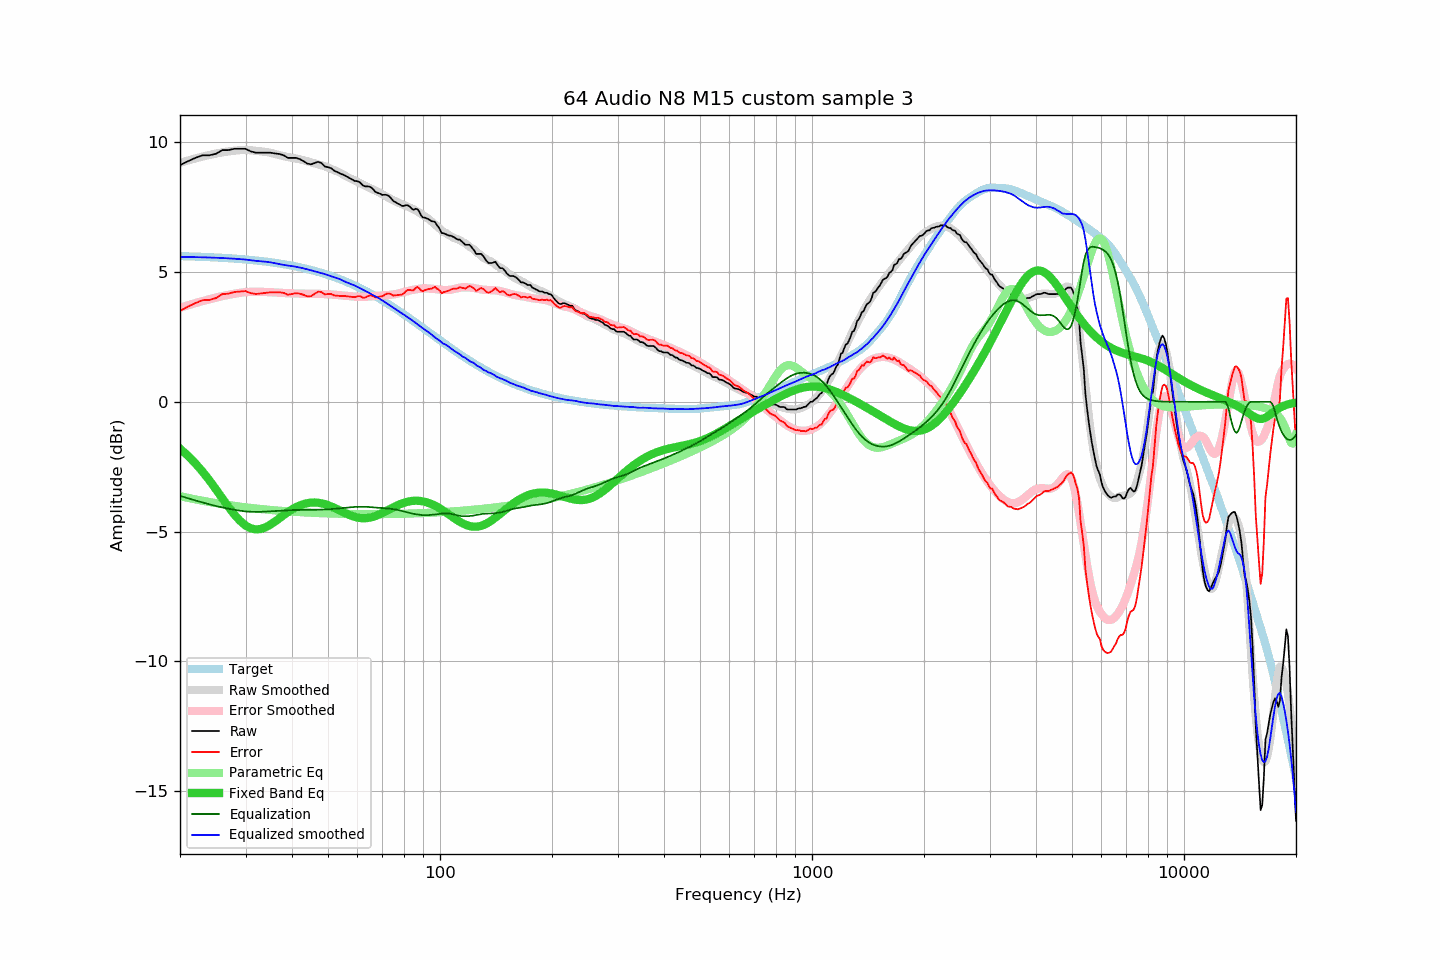 64 Audio N8 M15 custom sample 3
10
5
0
−5
−10
−15
Amplitude (dBr)
Target
Raw Smoothed
Error Smoothed
Raw
Error
Parametric Eq
Fixed Band Eq
Equalization
Equalized smoothed
100
1000
10000
Frequency (Hz)